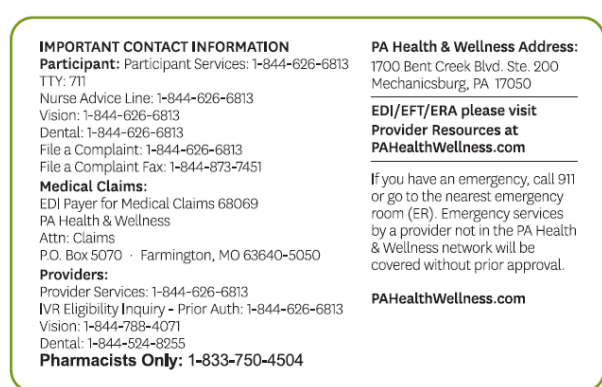 IMPORTANT CONTACT INFORMATION
Participant: Participant Services: 1-844-626-6813
TTY: 711
Nurse Advice Line: 1-844-626-6813
Vision: 1-844-626-6813
Dental: 1-844-626-6813
File a Complaint: 1-844-626-6813
File a Complaint Fax: 1-844-873-7451
Medical Claims:
EDI Payer for Medical Claims 68069
PA Health & Wellness
Attn: Claims
P.O. Box 5070 · Farmington, MO 63640-5050
Providers:
Provider Services: 1-844-626-6813
IVR Eligibility Inquiry - Prior Auth: 1-844-626-6813
Vision: 1-844-788-4071
Dental: 1-844-524-8255
Pharmacists Only: 1-833-750-4504
PA Health & Wellness Address:
1700 Bent Creek Blvd. Ste. 200
Mechanicsburg, PA 17050
EDI/EFT/ERA please visit
Provider Resources at
PAHealthWellness.com
If you have an emergency, call 911
or go to the nearest emergency
room (ER). Emergency services
by a provider not in the PA Health
& Wellness network will be
covered without prior approval.
PAHealthWellness.com